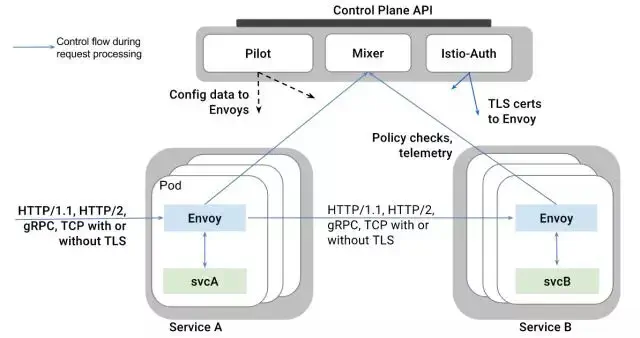 Control Plane API
Control flow during
request processing
Pilot
Mixer
Istio-Auth
Config data to
Envoys
TLS certs
to Envoy
Policy checks,
telemetry
Pod
HTTP/1.1, HTTP/2,
gRPC, TCP with or
without TLS
Envoy
svcA
Service A
HTTP/1.1, HTTP/2,
gRPC, TCP with or
without TLS
Envoy
svcB
Service B